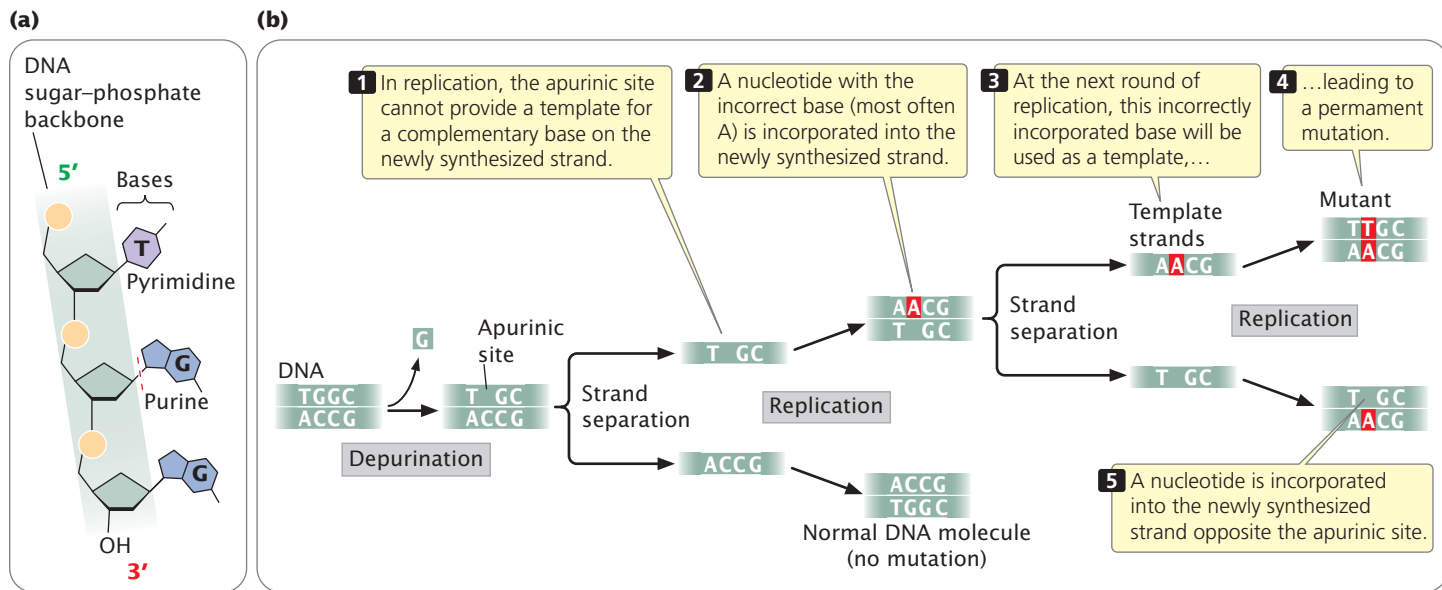 (a)
DNA
sugar–phosphate
backbone
5′
Bases
T
Pyrimidine
G
Purine
G
OH
3′
(b)
1 In replication, the apurinic site
cannot provide a template for
a complementary base on the
newly synthesized strand.
2 A nucleotide with the
incorrect base (most often
A) is incorporated into the
newly synthesized strand.
3 At the next round of
replication, this incorrectly
incorporated base will be
used as a template,…
4 …leading to
a permament
mutation.
DNA
TGGC
ACCG
G
Depurination
Apurinic
site
T GC
ACCG
Strand
separation
T GC
ACCG
Replication
AACG
T GC
ACCG
TGGC
Normal DNA molecule
(no mutation)
Strand
separation
Template
strands
AACG
T GC
Replication
Mutant
TTGC
AACG
T GC
AACG
5 A nucleotide is incorporated
into the newly synthesized
strand opposite the apurinic site.